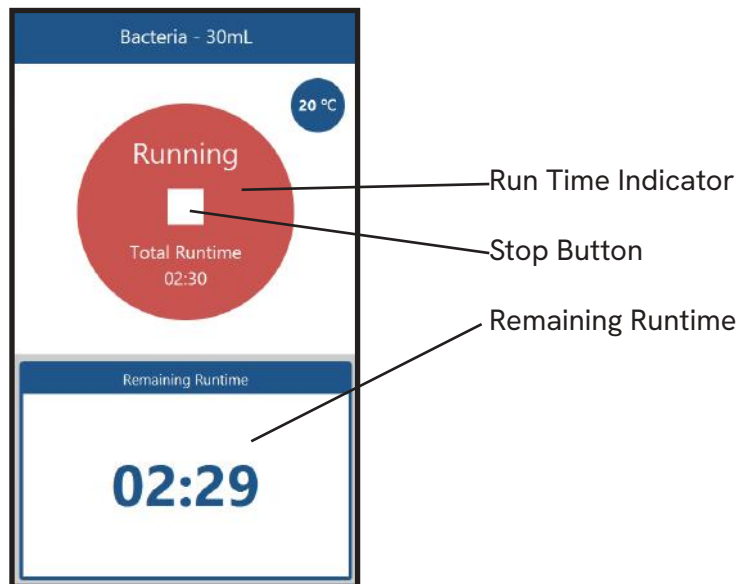 Bacteria - 30mL
20 °C
Running
Total Runtime
02:30
Run Time Indicator
Stop Button
Remaining Runtime
Remaining Runtime
02:29